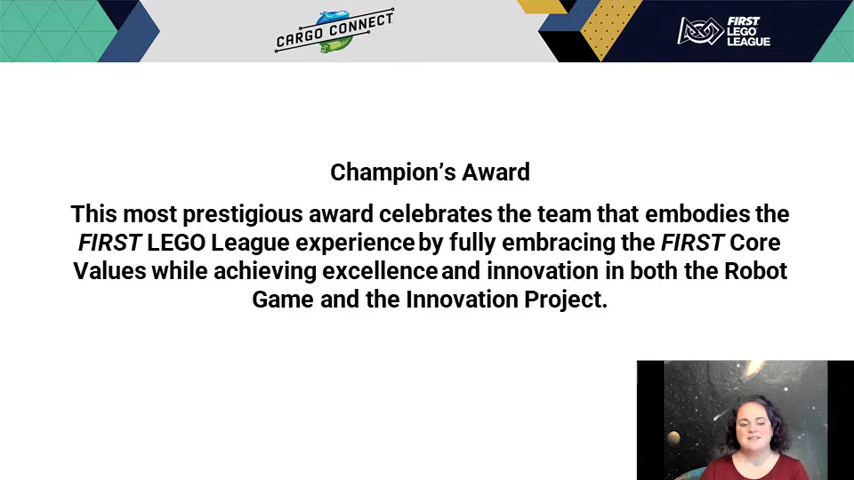 CARGO CONNECT
FIRST
LEGO
LEAGUE
Champion's Award
This most prestigious award celebrates the team that embodies the
FIRST LEGO League experience by fully embracing the FIRST Core
Values while achieving excellence and innovation in both the Robot
Game and the Innovation Project.